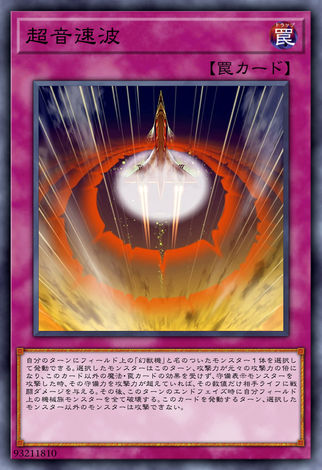 超音速波
トラップ
罠
【罠カード】
自分のターンにフィールド上の「幻獣機」と名のついたモンスター１体を選択し
て発動できる。選択したモンスターはこのターン、攻撃力が元々の攻撃力の倍に
なり、このカード以外の魔法・罠カードの効果を受けず、守備表示モンスターを
攻撃した時、その守備力を攻撃力が超えていれば、その数値だけ相手ライフに戦
闘ダメージを与える。その後、このターンのエンドフェイズ時に自分フィールド
上の機械族モンスターを全て破壊する。このカードを発動するターン、選択した
モンスター以外のモンスターは攻撃できない。
93211810